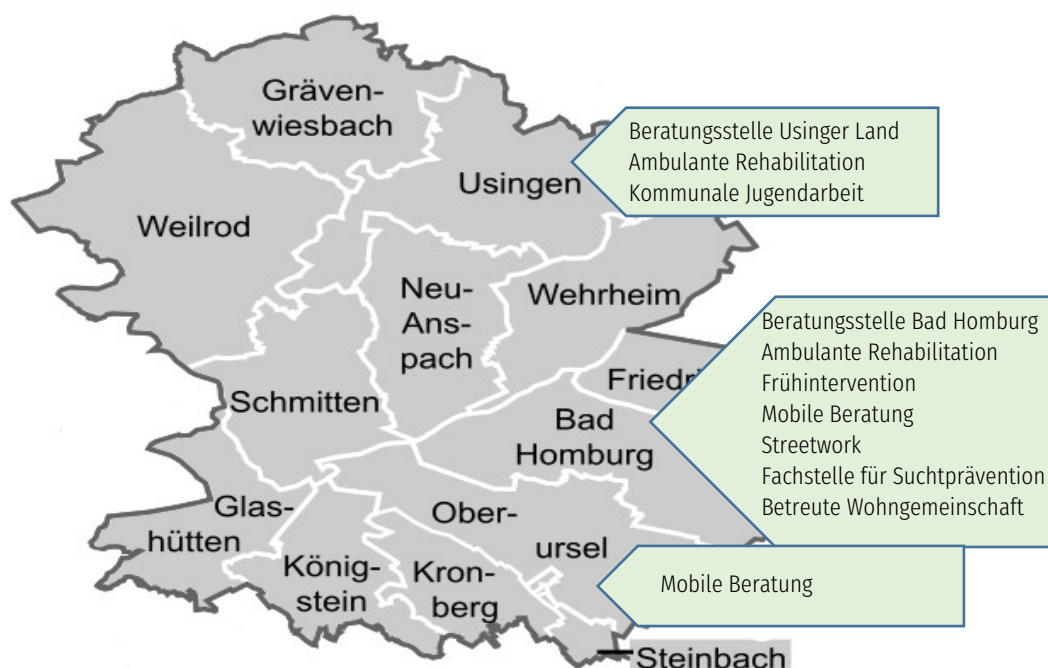 Gräven-
wiesbach
Usingen
Weilrod
Neu-
Ans-
pach
Wehrheim
Schmitten
Bad
Homburg
Glas-
hütten
Ober-
ursel
König-
stein
Kron-
berg
Steinbach
Beratungsstelle Usinger Land
Ambulante Rehabilitation
Kommunale Jugendarbeit
Beratungsstelle Bad Homburg
Ambulante Rehabilitation
Frühintervention
Mobile Beratung
Streetwork
Fachstelle für Suchtprävention
Betreute Wohngemeinschaft
Mobile Beratung